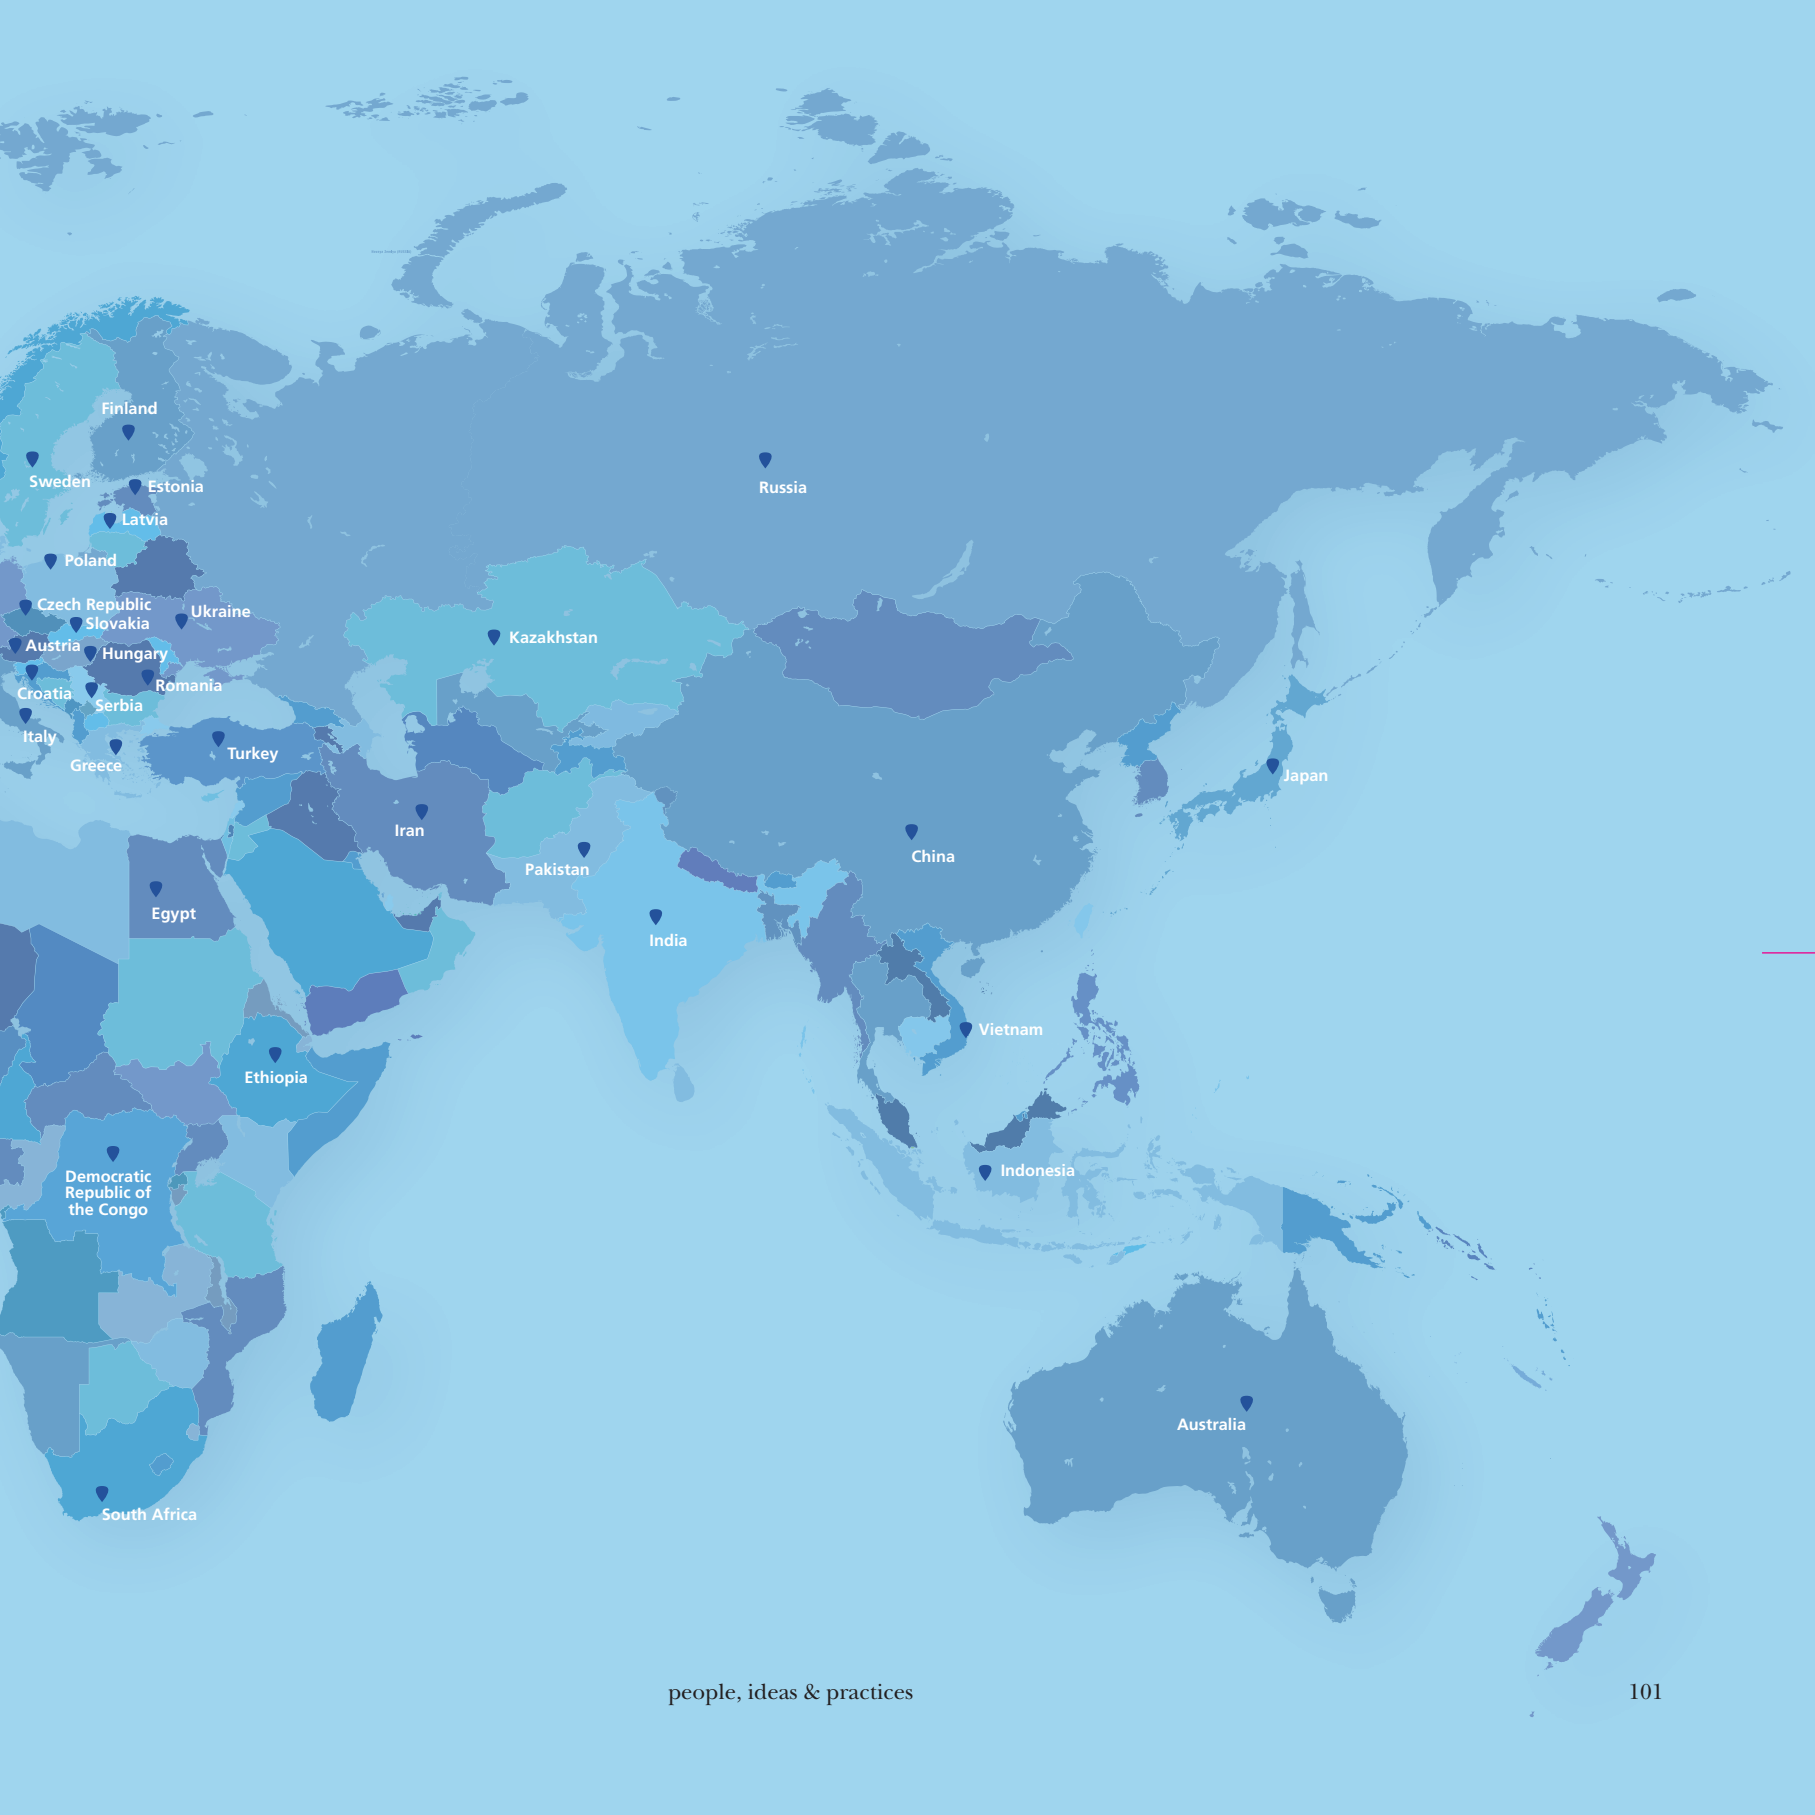 Finland
Sweden
Estonia
Russia
Latvia
Poland
Czech Republic
Ukraine
Slovakia
Kazakhstan
Austria
Hungary
Romania
Croatia
Serbia
Italy
Turkey
Greece
Japan
Iran
China
Pakistan
Egypt
India
Vietnam
Ethiopia
Democratic
Republic of
the Congo
Indonesia
Australia
South Africa
people, ideas & practices
101